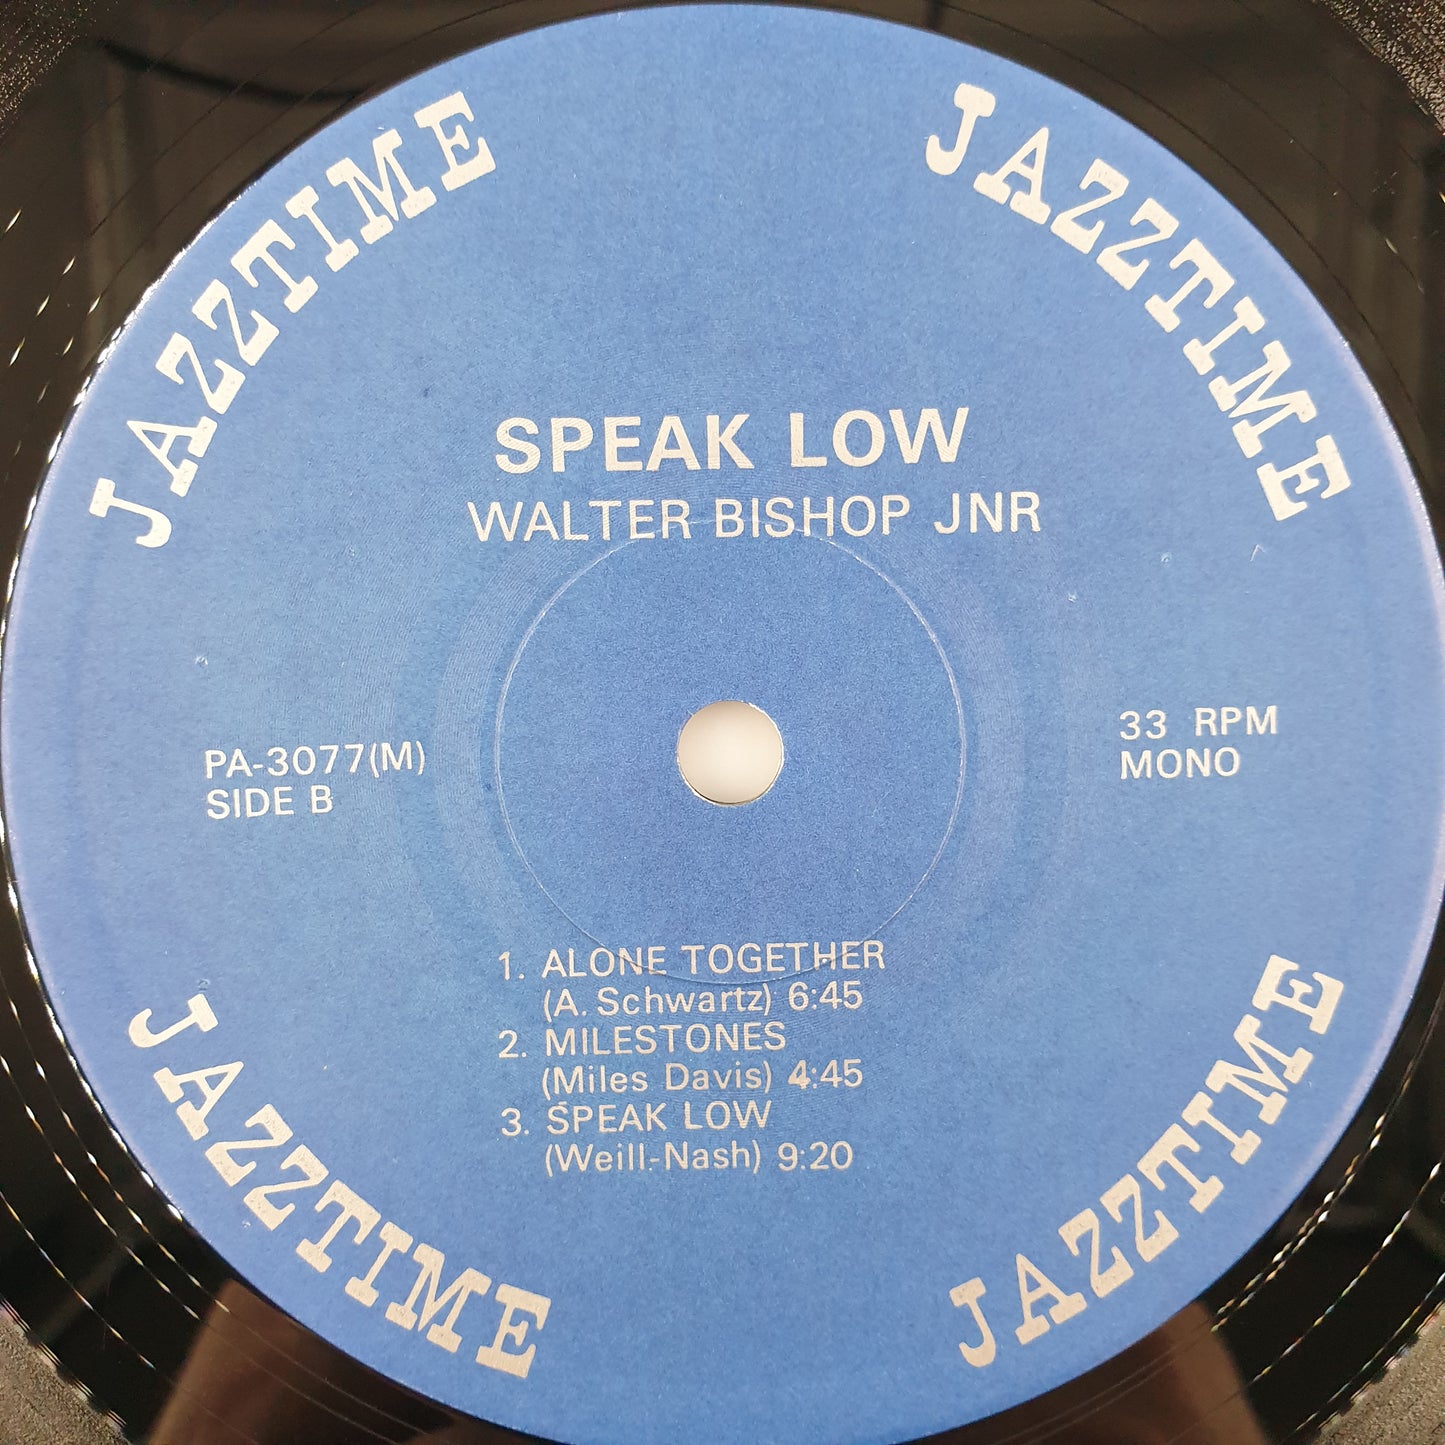 JAZZTIME
JAZZTIME
SPEAK LOW
WALTER BISHOP JNR
PA-3077(M)
SIDE B
33 RPM
MONO
1. ALONE TOGETHER
(A. Schwartz) 6:45
2. MILESTONES
(Miles Davis) 4:45
3. SPEAK LOW
(Weill-Nash) 9:20
JAZZTIME
JAZZTIME